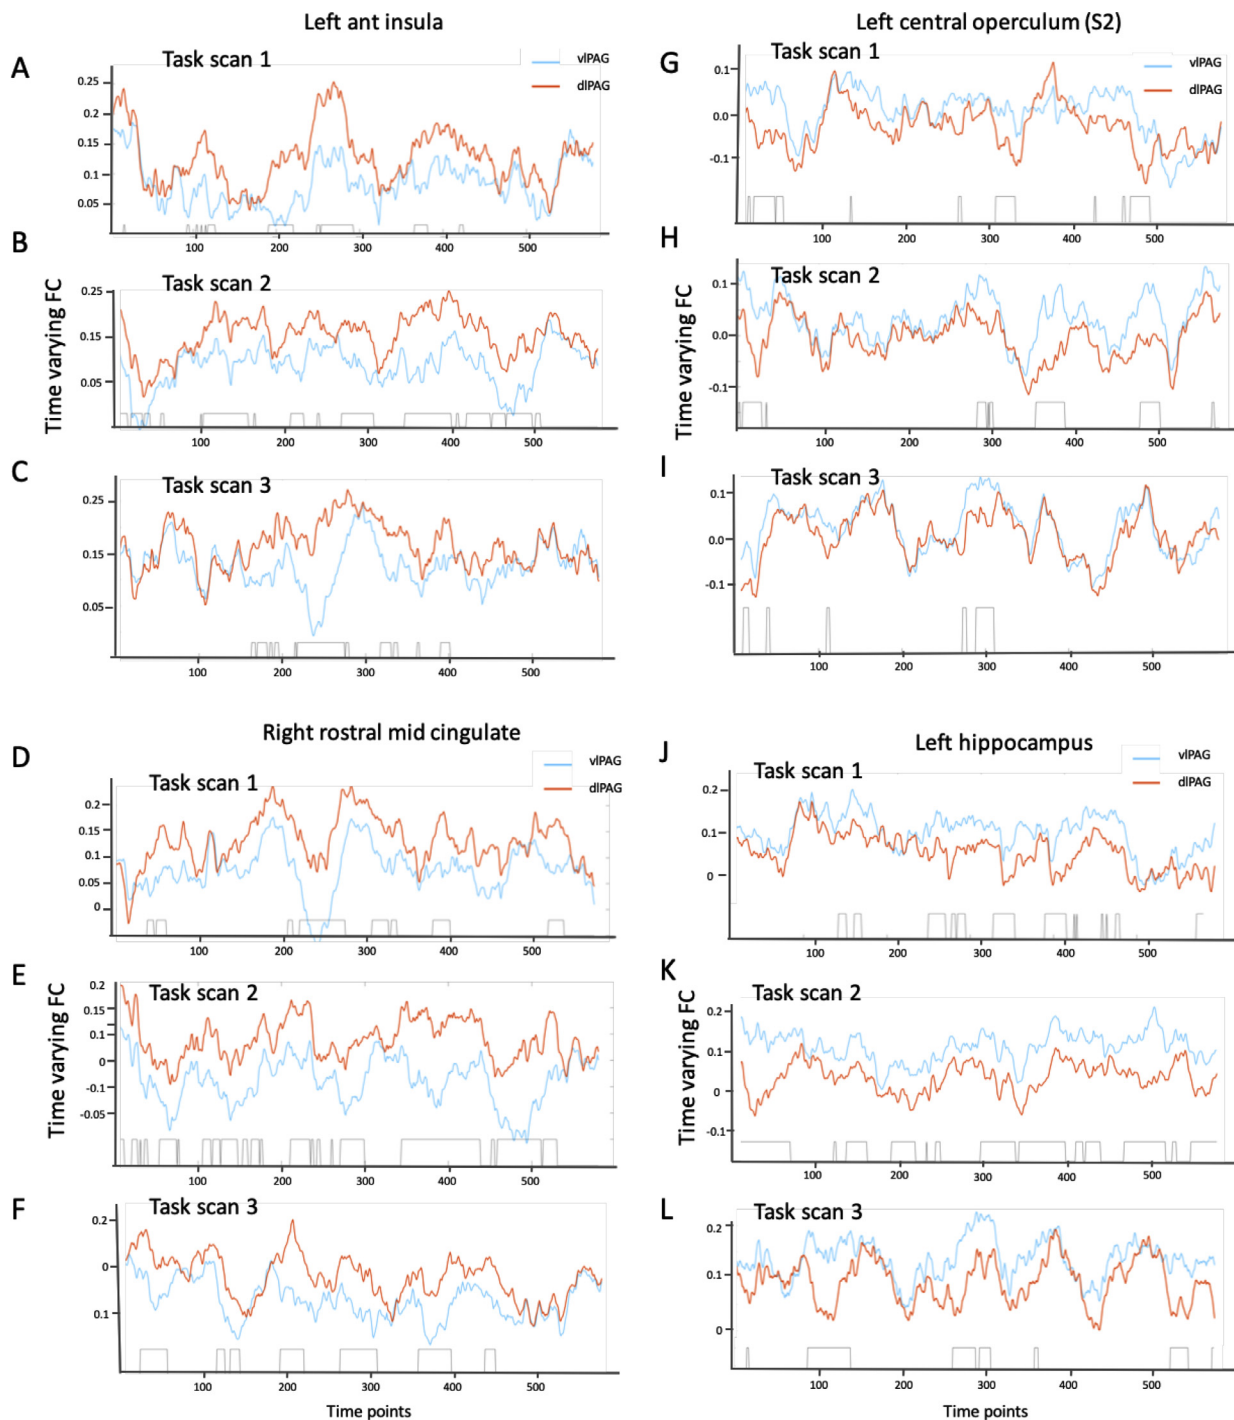 Left ant insula
A
Task scan 1
vlPAG
dlPAG
0.25
0.2
0.15
0.1
0.05
100 200 300 400 500
B
Task scan 2
0.25
0.15
0.05
100 200 300 400 500
Time varying FC
C
Task scan 3
0.25
0.15
0.05
100 200 300 400 500
Right rostral mid cingulate
D
Task scan 1
vlPAG
dlPAG
0.2
0.15
0.1
0.05
0
100 200 300 400 500
E
Task scan 2
0.2
0.15
0.1
0
-0.1
-0.05
100 200 300 400 500
Time varying FC
F
Task scan 3
0.2
0
0.1
100 200 300 400 500
Time points
Left central operculum (S2)
G
Task scan 1
vlPAG
dlPAG
0.1
0.0
-0.1
100 200 300 400 500
H
Task scan 2
0.1
0.0
-0.1
100 200 300 400 500
Time varying FC
I
Task scan 3
0.1
0.0
-0.1
100 200 300 400 500
Left hippocampus
J
Task scan 1
vlPAG
dlPAG
0.2
0.1
0
100 200 300 400 500
K
Task scan 2
0.2
0.1
0
-0.1
100 200 300 400 500
Time varying FC
L
Task scan 3
0.2
0.1
0
100 200 300 400 500
Time points